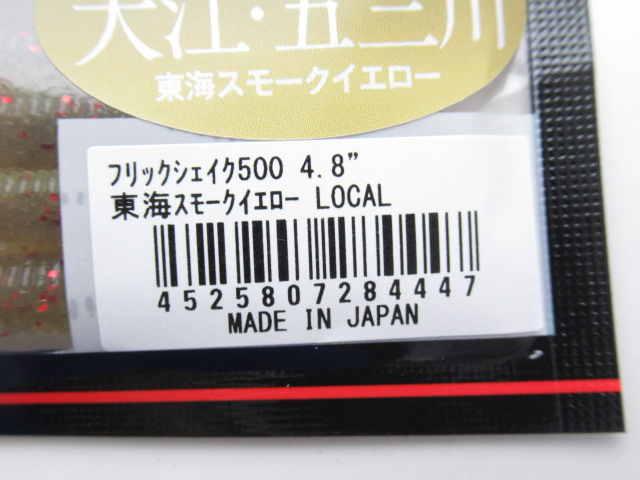 大江・五三川
東海スモークイエロー
フリックシェイク500 4.8”
東海スモークイエロー LOCAL
4525807284447
MADE IN JAPAN